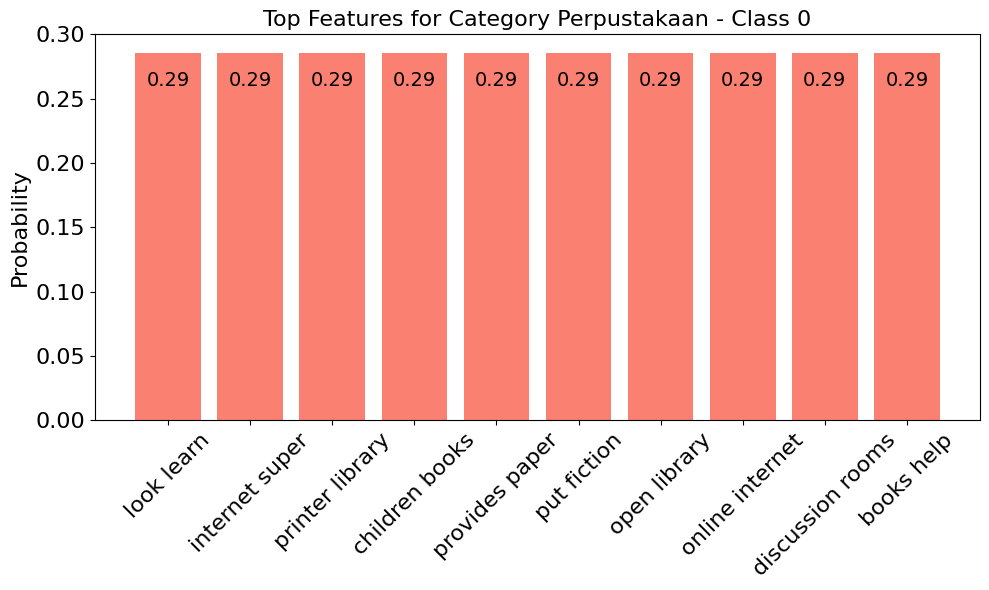 Top Features for Category Perpustakaan - Class 0
Probability
0.30
0.25
0.20
0.15
0.10
0.05
0.00
0.29 0.29 0.29 0.29 0.29 0.29 0.29 0.29 0.29 0.29
look learn
internet super
printer library
children books
provides paper
put fiction
open library
online internet
discussion rooms
books help